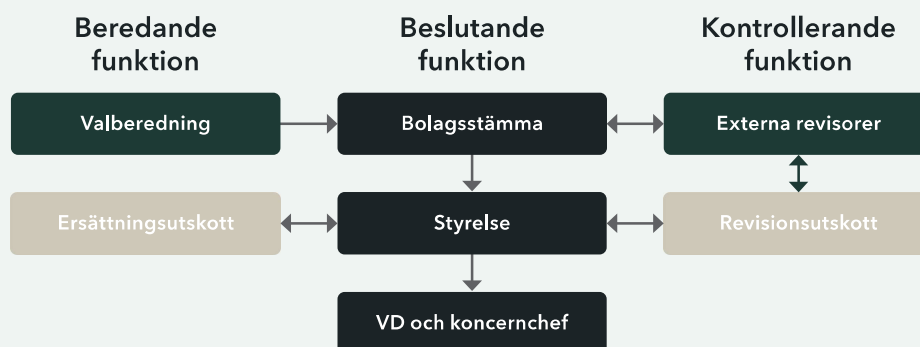 Beredande
funktion
Beslutande
funktion
Kontrollerande
funktion
Valberedning
Bolagsstämma
Externa revisorer
Ersättningsutskott
Styrelse
Revisionsutskott
VD och koncernchef